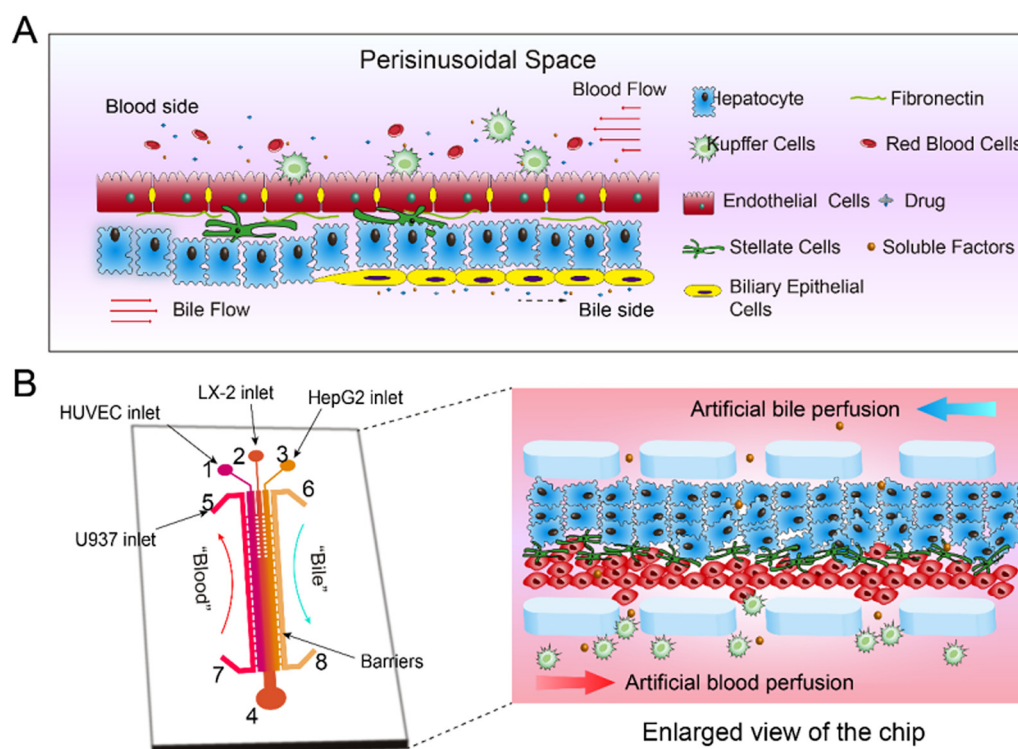 A
Perisinusoidal Space
Blood side
Blood Flow
Bile Flow
Bile side
Hepatocyte
Fibronectin
Kupffer Cells
Red Blood Cells
Endothelial Cells
Drug
Stellate Cells
Soluble Factors
Biliary Epithelial
Cells
B
LX-2 inlet
HUVEC inlet
HepG2 inlet
1
2
3
5
6
U937 inlet
"Blood"
"Bile"
7
8
Barriers
4
Artificial bile perfusion
Artificial blood perfusion
Enlarged view of the chip